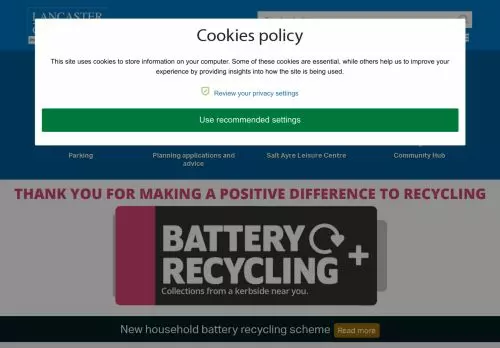 LANCASTER
Cookies policy
This site uses cookies to store information on your computer. Some of these cookies are essential, while others help us to improve your
experience by providing insights into how the site is being used.
Review your privacy settings
Use recommended settings
Parking
Planning applications and
advice
Salt Ayre Leisure Centre
Community Hub
THANK YOU FOR MAKING A POSITIVE DIFFERENCE TO RECYCLING
BATTERY
RECYCLING
+
Collections from a kerbside near you.
New household battery recycling scheme
Read more